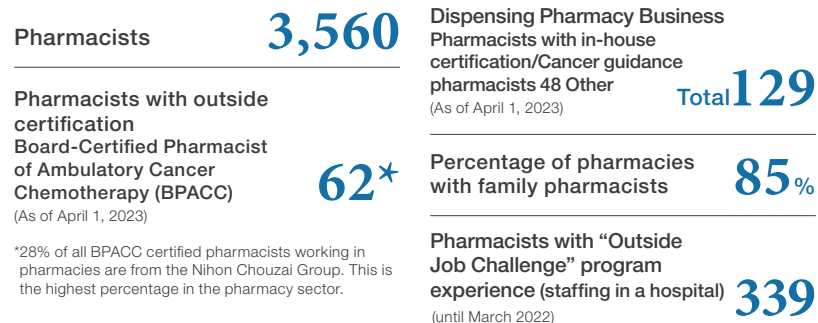 Pharmacists 3,560
Pharmacists with outside
certification
Board-Certified Pharmacist
of Ambulatory Cancer
Chemotherapy (BPACC)
62*
(As of April 1, 2023)
*28% of all BPACC certified pharmacists working in
pharmacies are from the Nihon Chouzai Group. This is
the highest percentage in the pharmacy sector.
Dispensing Pharmacy Business
Pharmacists with in-house
certification/Cancer guidance
pharmacists 48 Other
Total 129
(As of April 1, 2023)
Percentage of pharmacies
with family pharmacists
85%
Pharmacists with “Outside
Job Challenge” program
experience (staffing in a hospital)
339
(until March 2022)